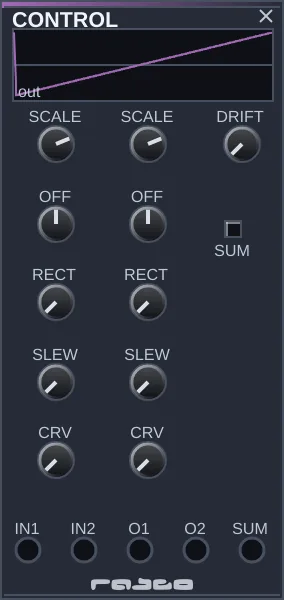 CONTROL
out
SCALE SCALE DRIFT
OFF OFF
SUM
RECT RECT
SLEW SLEW
CRV CRV
IN1 IN2 O1 O2 SUM